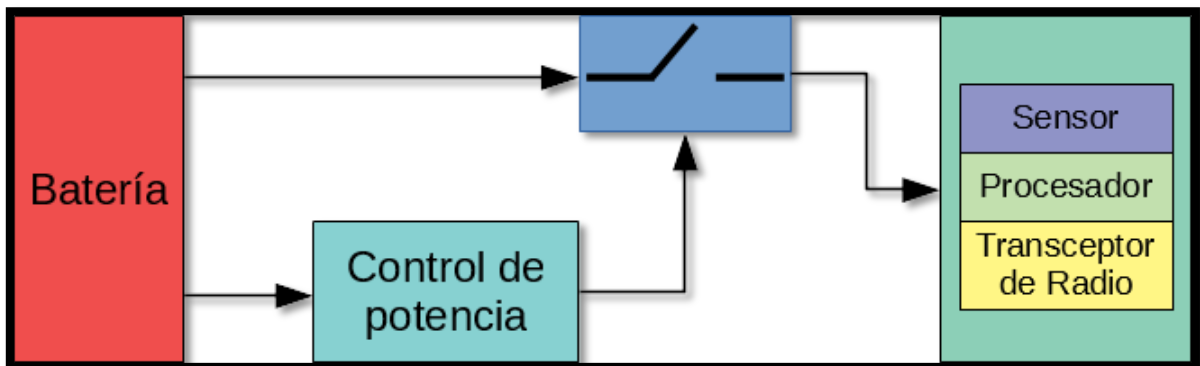 Batería
Control de
potencia
Sensor
Procesador
Transceptor
de Radio